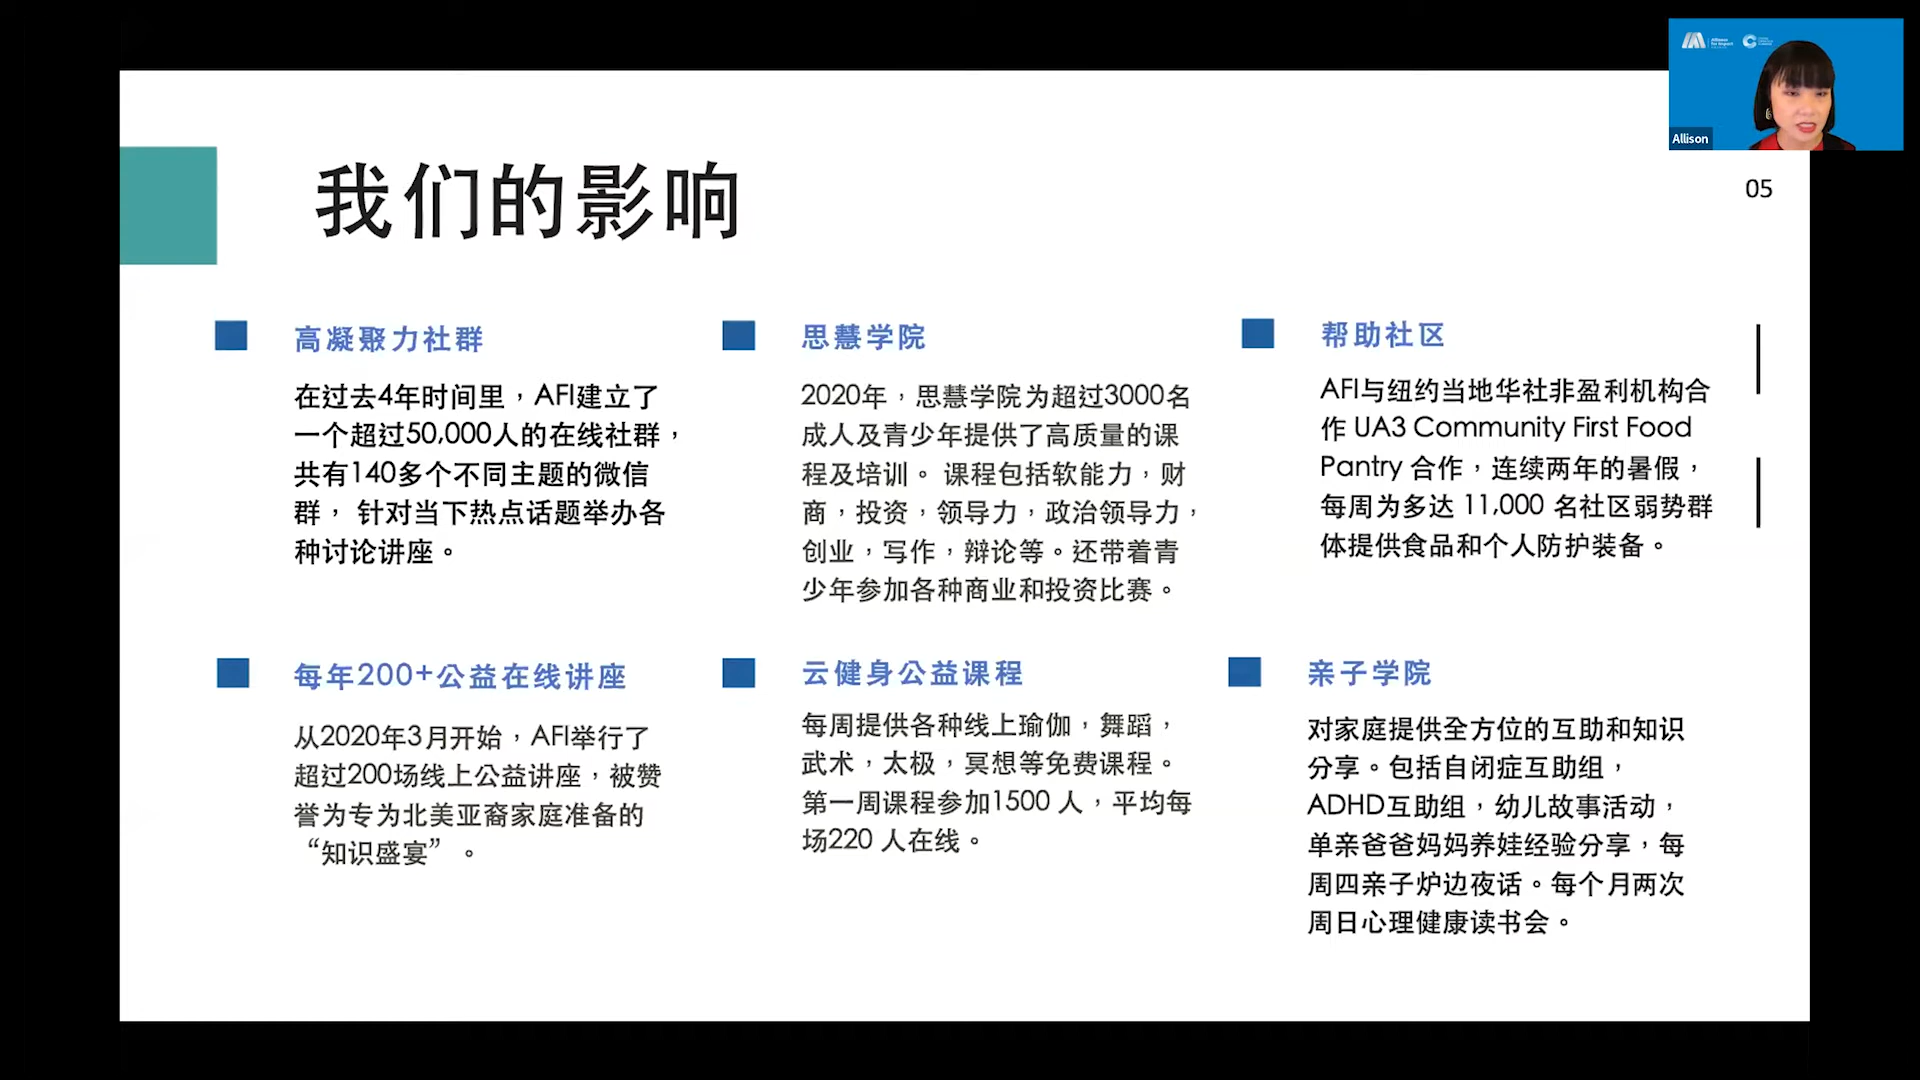 Alliance
for Impact
Allison
05
我们的影响
高凝聚力社群
在过去4年时间里，AFI建立了
一个超过50,000人的在线社群，
共有140多个不同主题的微信
群， 针对当下热点话题举办各
种讨论讲座。
思慧学院
2020年，思慧学院为超过3000名
成人及青少年提供了高质量的课
程及培训。 课程包括软能力，财
商，投资，领导力，政治领导力，
创业，写作，辩论等。还带着青
少年参加各种商业和投资比赛。
帮助社区
AFI与纽约当地华社非盈利机构合
作 UA3 Community First Food
Pantry 合作，连续两年的暑假，
每周为多达 11,000 名社区弱势群
体提供食品和个人防护装备。
每年200+公益在线讲座
从2020年3月开始，AFI举行了
超过200场线上公益讲座，被赞
誉为专为北美亚裔家庭准备的
“知识盛宴” 。
云健身公益课程
每周提供各种线上瑜伽，舞蹈，
武术，太极，冥想等免费课程。
第一周课程参加1500 人，平均每
场220 人在线。
亲子学院
对家庭提供全方位的互助和知识
分享。包括自闭症互助组，
ADHD互助组，幼儿故事活动，
单亲爸爸妈妈养娃经验分享，每
周四亲子炉边夜话。每个月两次
周日心理健康读书会。